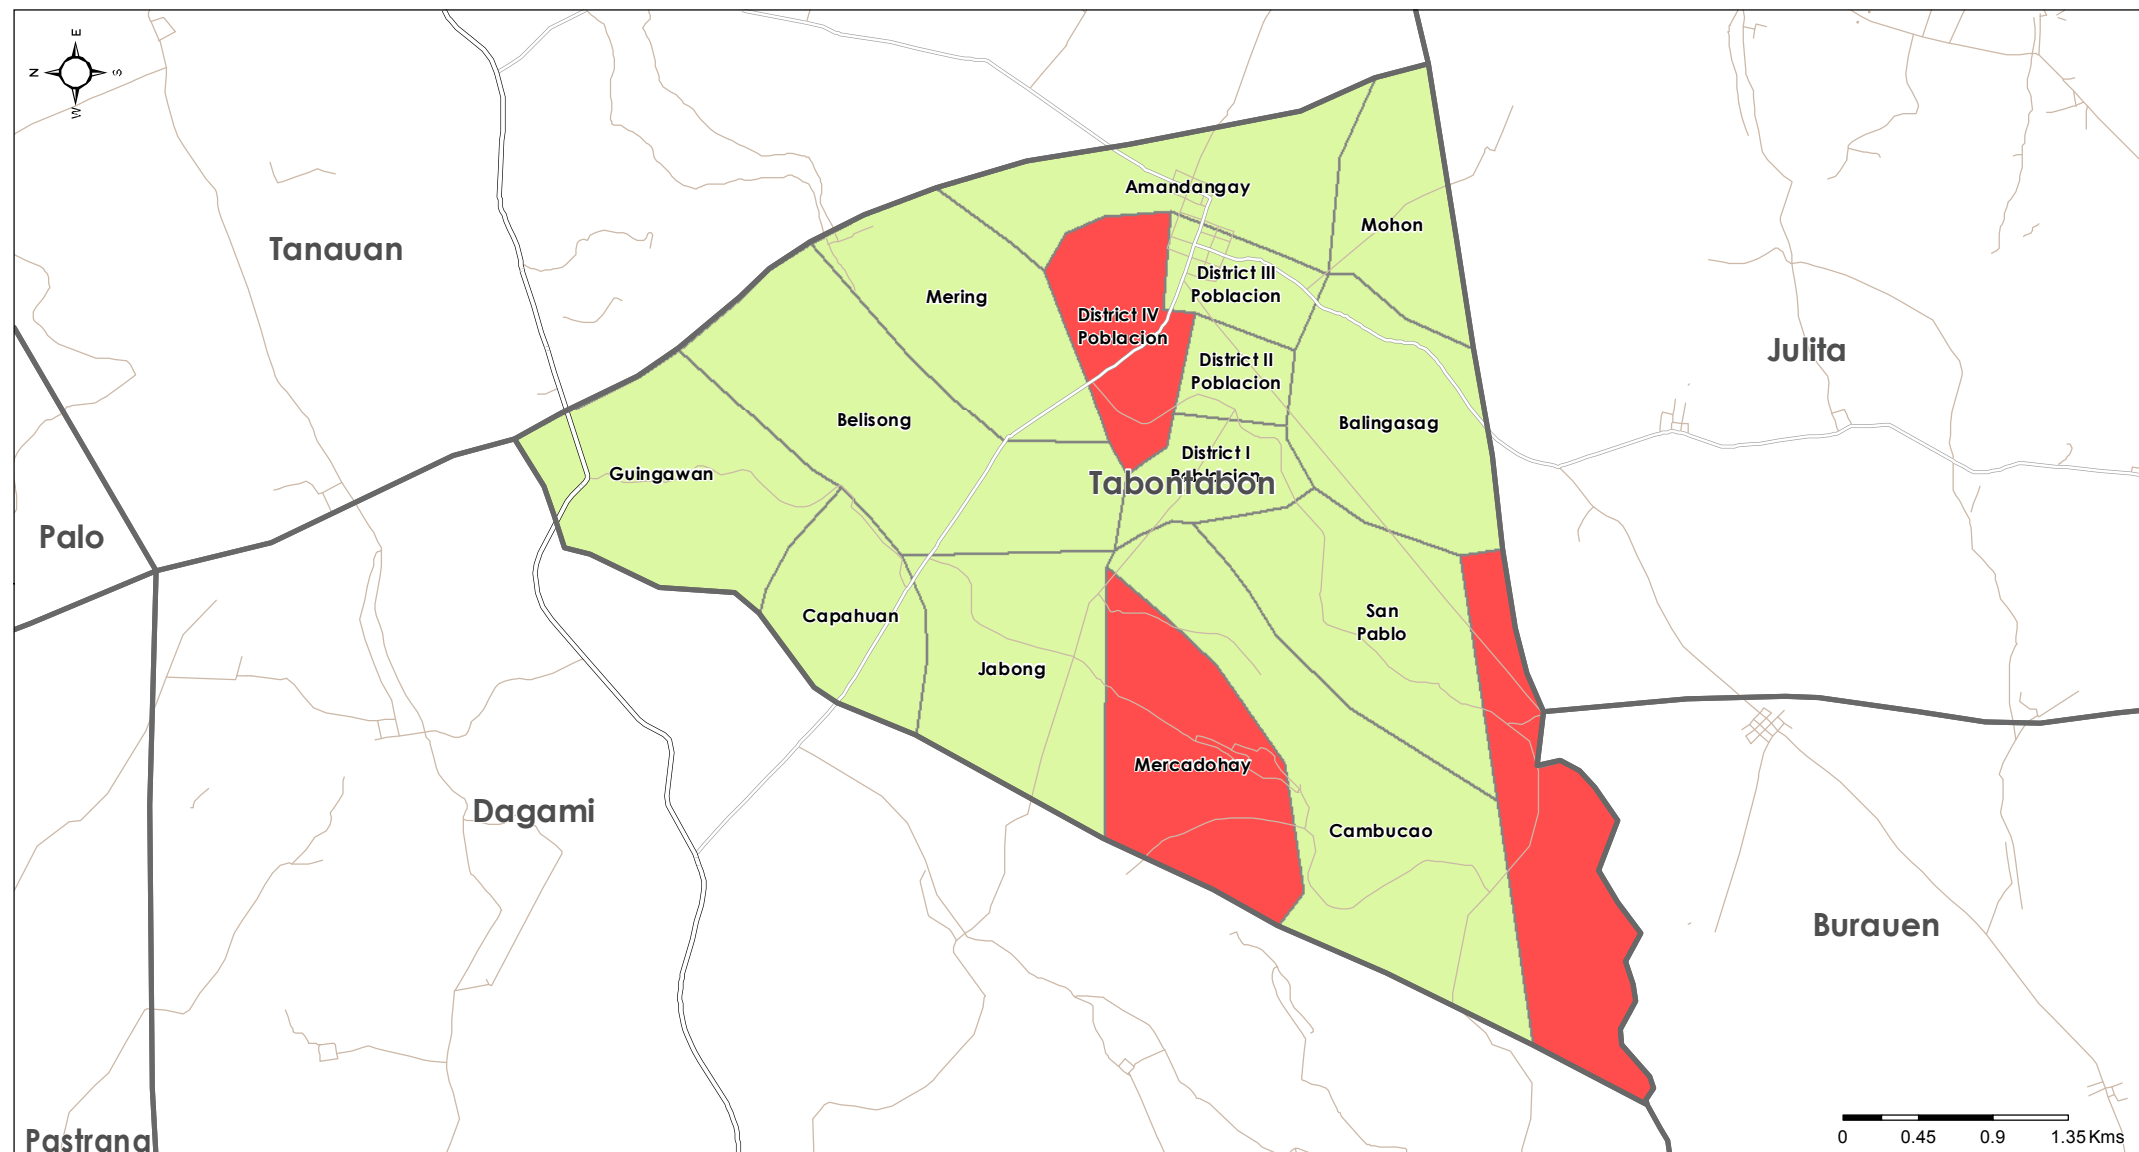 E
N
S
W
Amandangay
Mohon
Tanauan
District III
Poblacion
Mering
District IV
Poblacion
Julita
District II
Poblacion
Belisong
Balingasag
District I
Poblacion
Guingawan
Tabontabon
Palo
San
Pablo
Capahuan
Jabong
Mercadohay
Dagami
Cambucao
Burauen
Pastrana
0 0.45 0.9 1.35 Kms